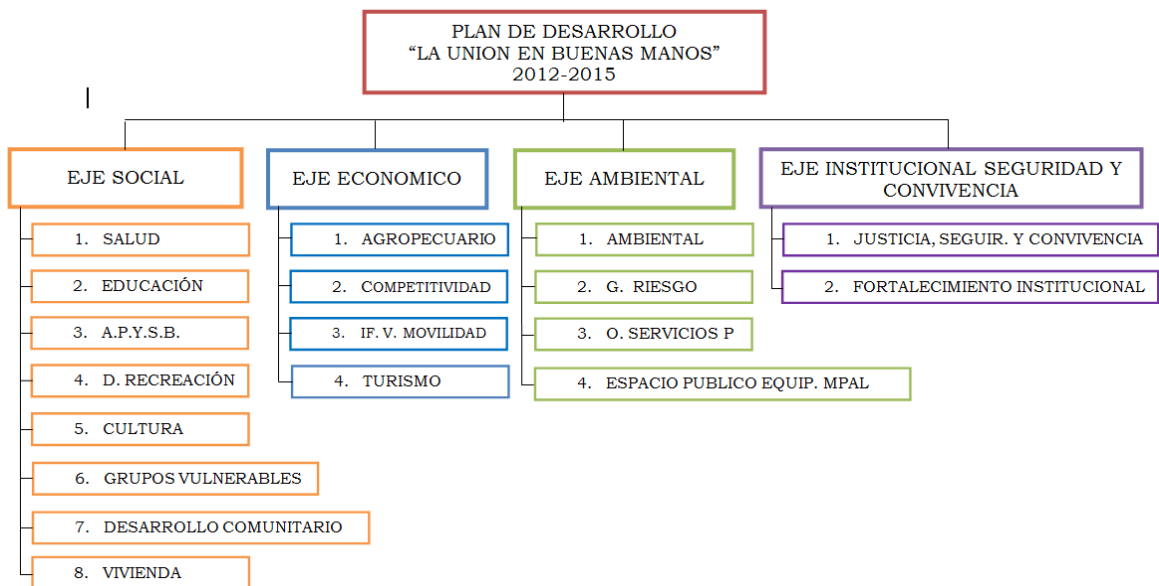 PLAN DE DESARROLLO
“LA UNION EN BUENAS MANOS”
2012-2015
EJE SOCIAL
1. SALUD
2. EDUCACIÓN
3. A.P.Y.S.B.
4. D. RECREACIÓN
5. CULTURA
6. GRUPOS VULNERABLES
7. DESARROLLO COMUNITARIO
8. VIVIENDA
EJE ECONOMICO
1. AGROPECUARIO
2. COMPETITIVIDAD
3. IF. V. MOVILIDAD
4. TURISMO
EJE AMBIENTAL
1. AMBIENTAL
2. G. RIESGO
3. O. SERVICIOS P
4. ESPACIO PUBLICO EQUIP. MPAL
EJE INSTITUCIONAL SEGURIDAD Y
CONVIVENCIA
1. JUSTICIA, SEGUIR. Y CONVIVENCIA
2. FORTALECIMIENTO INSTITUCIONAL